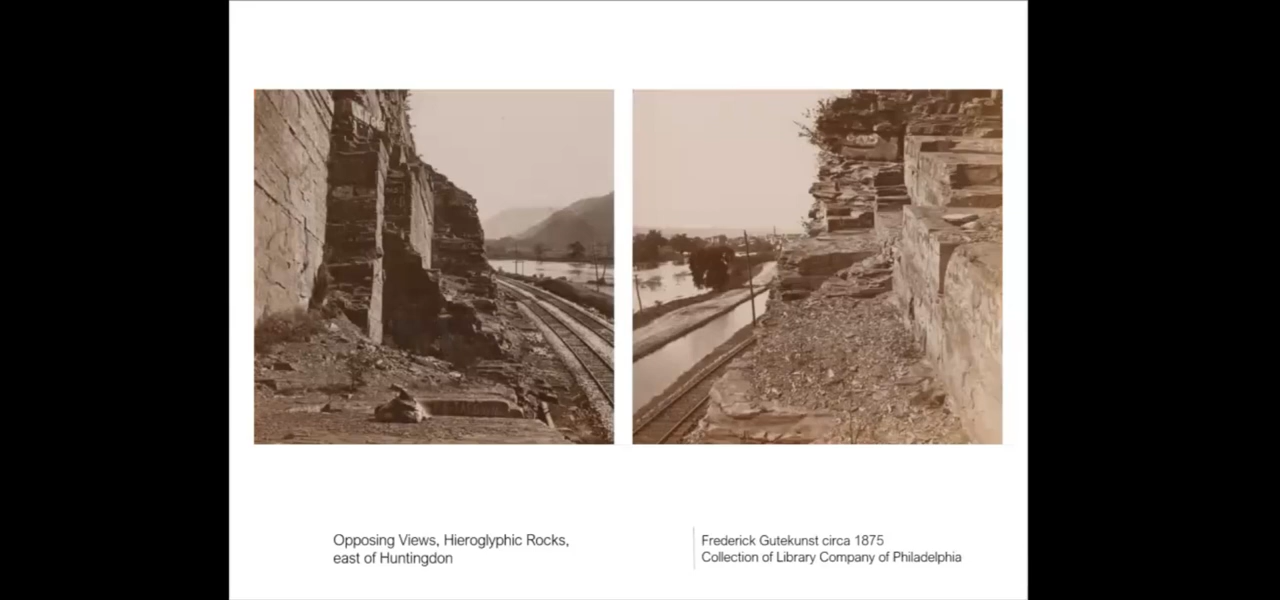 Opposing Views, Hieroglyphic Rocks,
east of Huntingdon
Frederick Gutekunst circa 1875
Collection of Library Company of Philadelphia